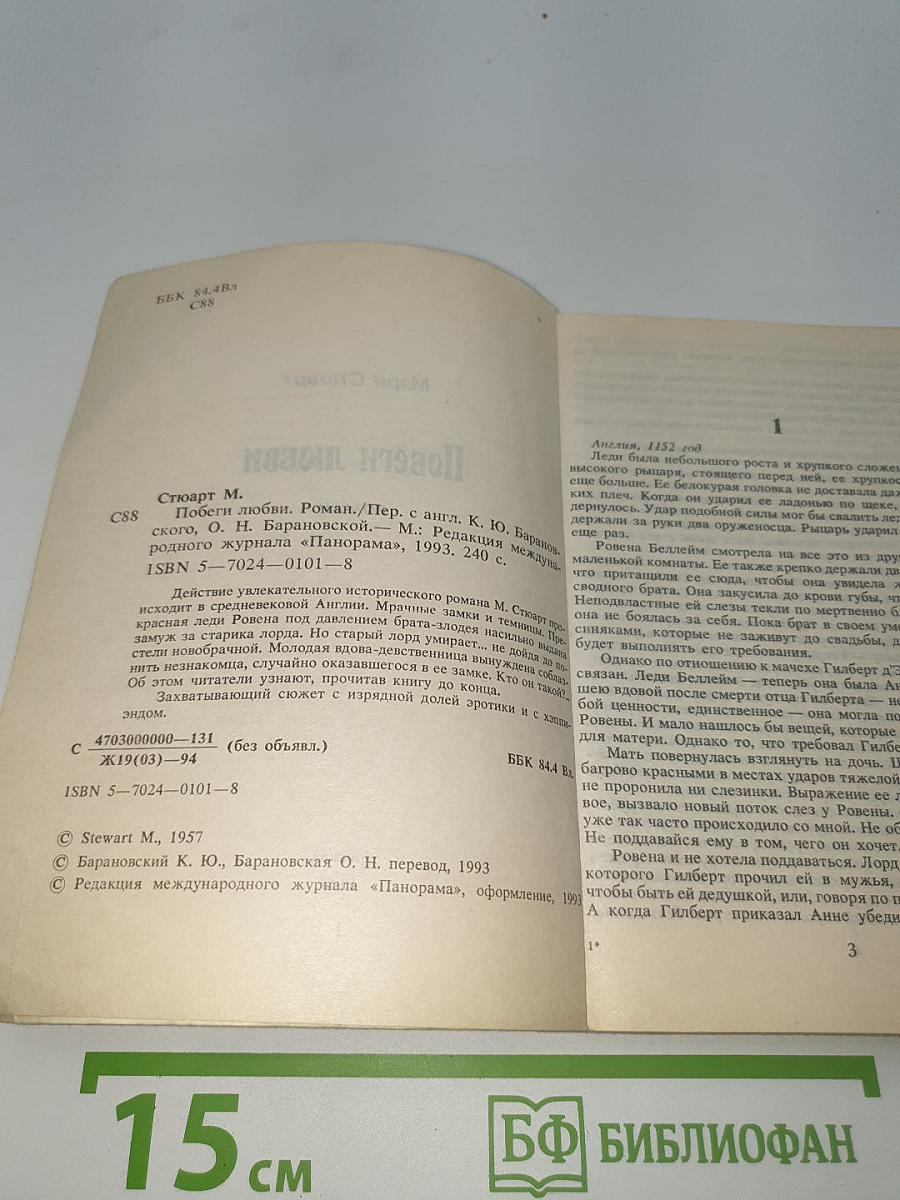 ББК 84.4Вл
С88
Мэри Стюарт
Побеги любви
Стюарт М.
С88 Побеги любви. Роман./Пер. с англ. К. Ю. Баранов-
ского, О. Н. Барановской.— М.: Редакция междуна-
родного журнала «Панорама», 1993. 240 с.
ISBN 5—7024—0101—8
Действие увлекательного исторического романа М. Стюарт про-
исходит в средневековой Англии. Мрачные замки и темницы. Пре-
красная леди Ровена под давлением брата-злодея насильно выдана
замуж за старика лорда. Но старый лорд умирает... не дойдя до по-
стели новобрачной. Молодая вдова-девственница вынуждена соблаз-
нить незнакомца, случайно оказавшегося в ее замке. Кто он такой?..
Об этом читатели узнают, прочитав книгу до конца.
Захватывающий сюжет с изрядной долей эротики и с хэппи-
эндом.
С 4703000000—131 (без объявл.)
Ж19(03)—94
ББК 84.4 Вл
ISBN 5—7024—0101—8
© Stewart M., 1957
© Барановский К. Ю., Барановская О. Н. перевод, 1993
© Редакция международного журнала «Панорама», оформление, 1993
1
Англия, 1152 год
Леди была небольшого роста и хрупкого сложен
высокого рыцаря, стоящего перед ней, ее хрупкос
еще больше. Ее белокурая головка не доставала да
ких плеч. Когда он ударил ее ладонью по щеке,
дернулось. Удар подобной силы мог бы свалить ле
держали за руки два оруженосца. Рыцарь ударил
еще раз.
Ровена Беллейм смотрела на все это из дру
маленькой комнаты. Ее также крепко держали дв
что притащили ее сюда, чтобы она увидела ж
сводного брата. Она закусила до крови губы, чт
Неподвластные ей слезы текли по мертвенно б
она не боялась за себя. Пока брат в своем ум
синяками, которые не заживут до свадьбы, д
будет выполнять его требования.
Однако по отношению к мачехе Гилберт д'Э
связан. Леди Беллейм — теперь она была Ан
шею вдовой после смерти отца Гилберта — не
бой ценности, единственное — она могла по
Ровены. И мало нашлось бы вещей, которые
для матери. Однако то, что требовал Гилбе
Мать повернулась взглянуть на дочь. Щ
багрово красными в местах ударов тяжелой
не проронила ни слезинки. Выражение ее л
вое, вызвало новый поток слез у Ровены.
уже так часто происходило со мной. Не об
Не поддавайся ему в том, чего он хочет.
Ровена и не хотела поддаваться. Лорд
которого Гилберт прочил ей в мужья,
чтобы быть ей дедушкой, или, говоря по п
А когда Гилберт приказал Анне убеди
1*
3
15 см
БФ БИБЛИОФАН